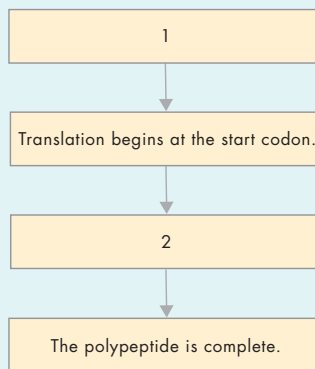 1
Translation begins at the start codon.
2
The polypeptide is complete.